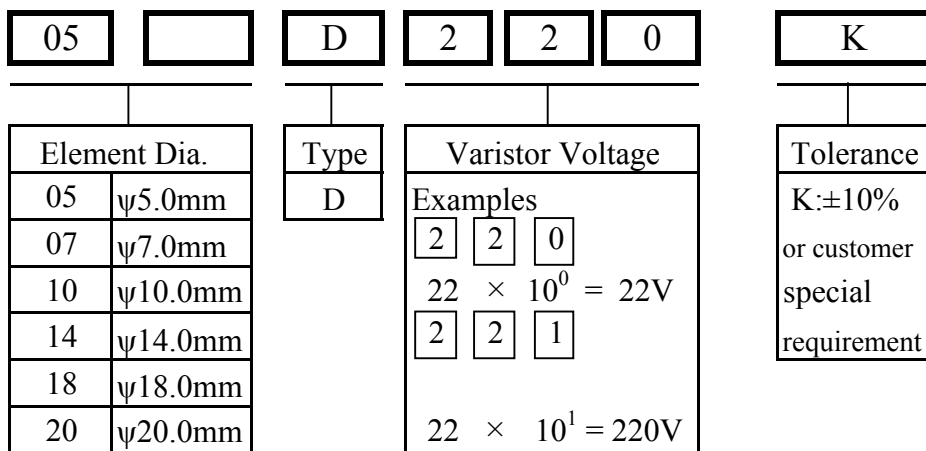 05 D 2 2 0 K
Element Dia. Type Varistor Voltage Tolerance
05 ψ5.0mm D Examples K:±10%
07 ψ7.0mm 2 2 0 or customer
10 ψ10.0mm 22 × 10⁰ = 22V special
14 ψ14.0mm 2 2 1 requirement
18 ψ18.0mm
20 ψ20.0mm 22 × 10¹ = 220V